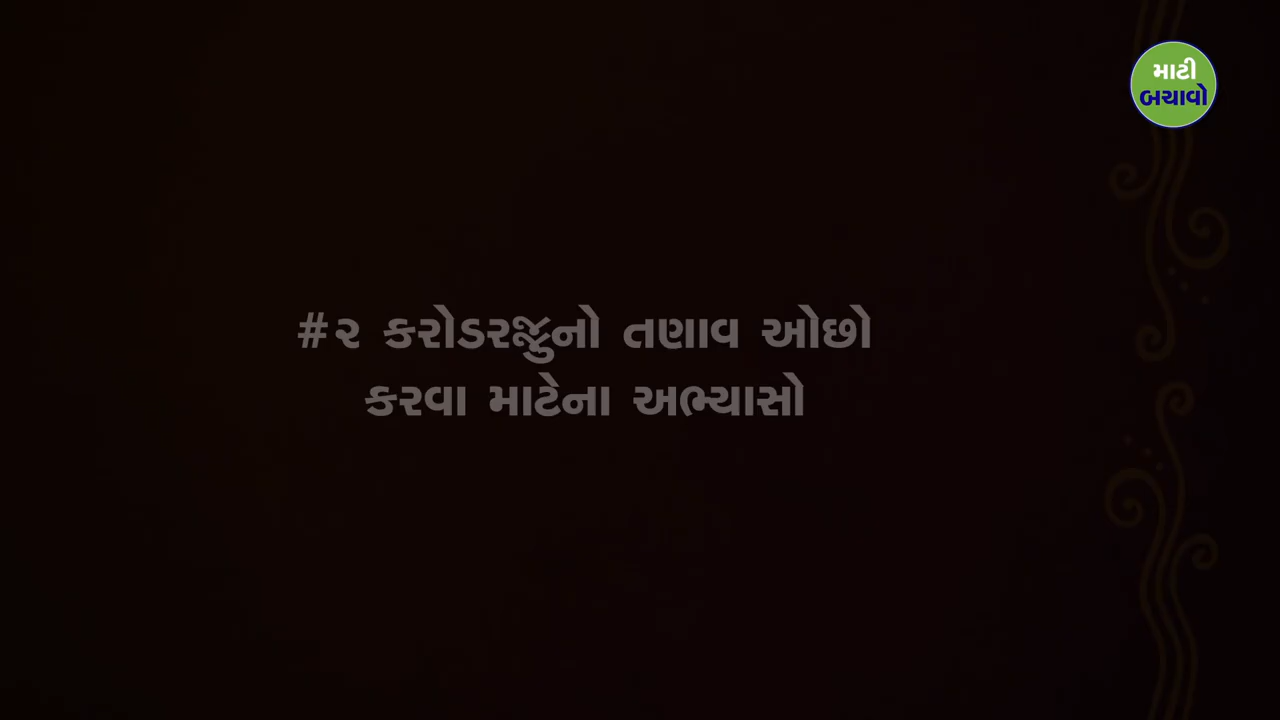 માટી
બચાવો
#૨ કરોડરજ્જુનો તણાવ ઓછો
કરવા માટેના અભ્યાસો